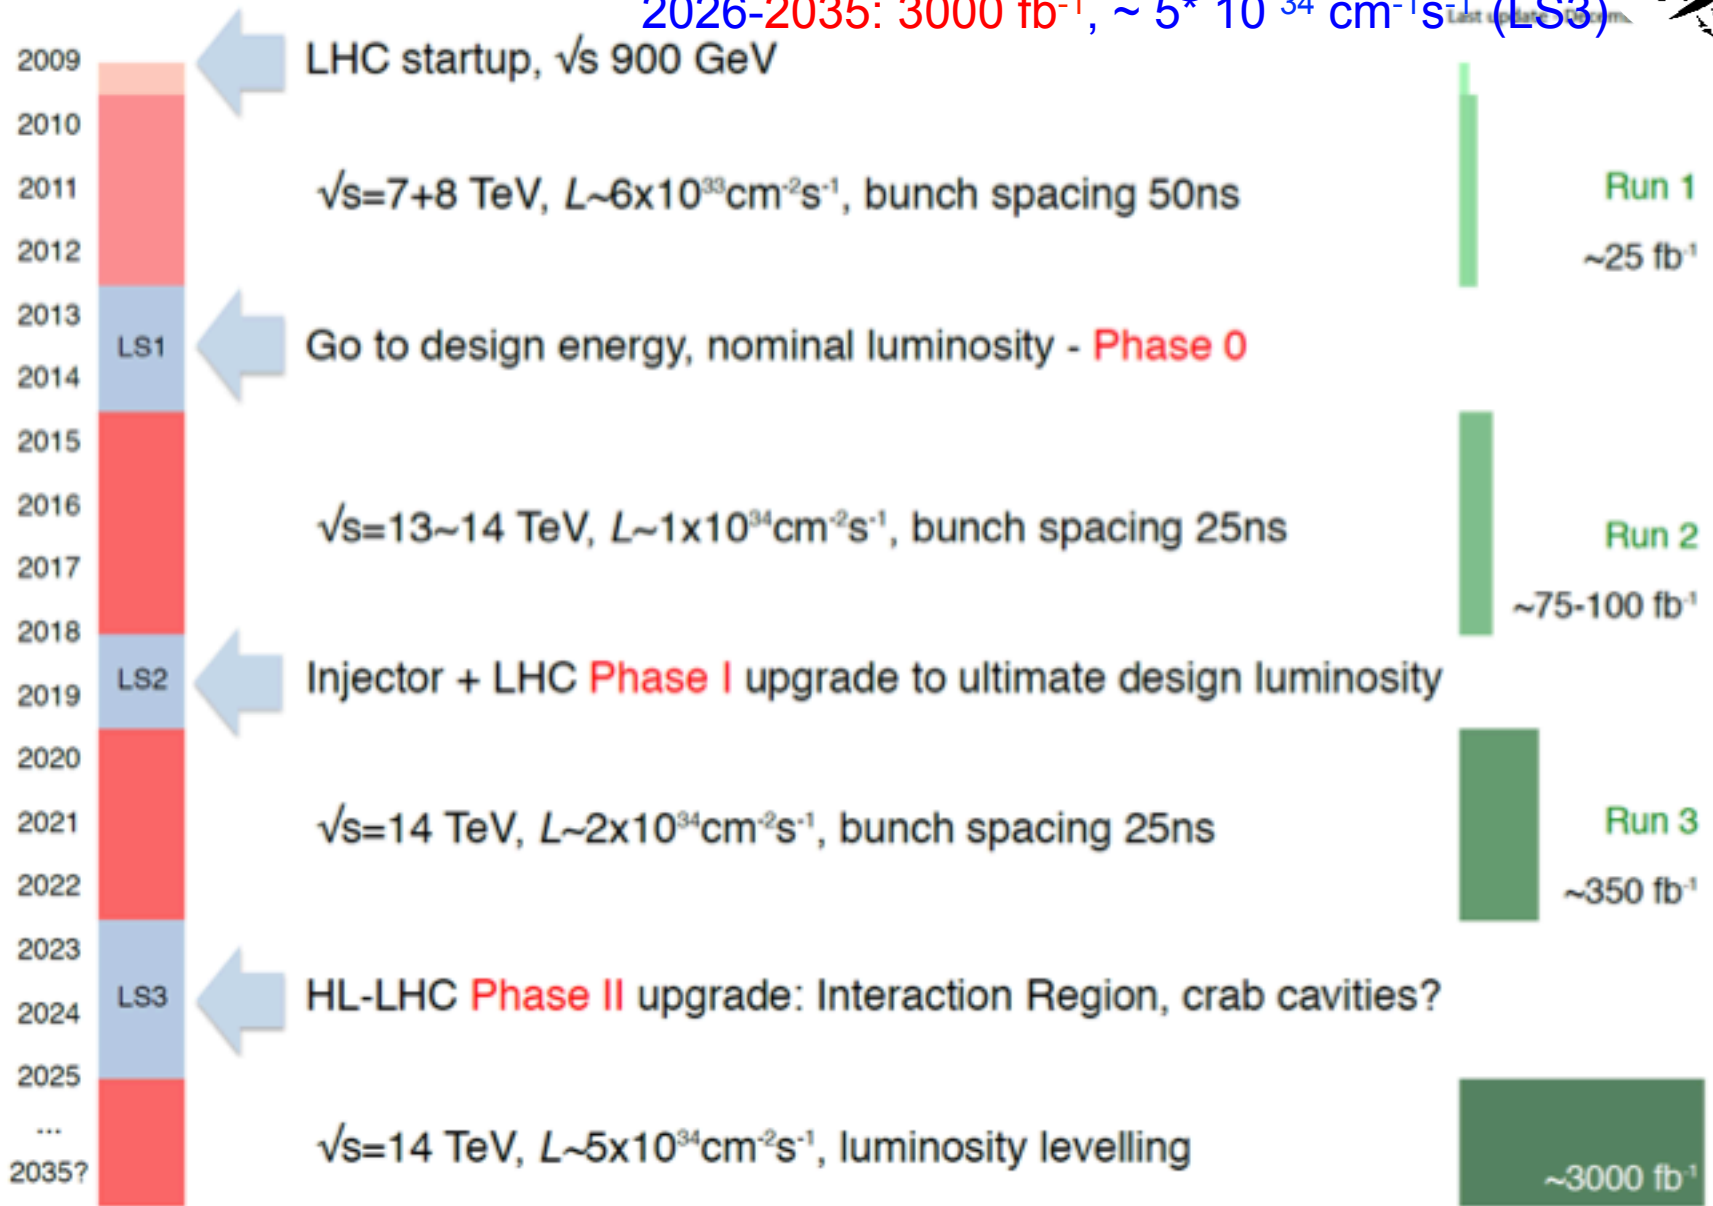 2026-2035: 3000 fb⁻¹, ~ 5* 10 ³⁴ cm⁻¹s⁻¹ (LS3)
Last update
2009 LHC startup, √s 900 GeV
2010
2011 √s=7+8 TeV, L~6x10³³cm⁻²s⁻¹, bunch spacing 50ns Run 1
2012 ~25 fb⁻¹
2013
LS1 Go to design energy, nominal luminosity - Phase 0
2014
2015
2016 √s=13~14 TeV, L~1x10³⁴cm⁻²s⁻¹, bunch spacing 25ns Run 2
2017
~75-100 fb⁻¹
2018
LS2 Injector + LHC Phase I upgrade to ultimate design luminosity
2019
2020
2021 √s=14 TeV, L~2x10³⁴cm⁻²s⁻¹, bunch spacing 25ns Run 3
2022 ~350 fb⁻¹
2023
LS3 HL-LHC Phase II upgrade: Interaction Region, crab cavities?
2024
2025
...
√s=14 TeV, L~5x10³⁴cm⁻²s⁻¹, luminosity levelling
2035? ~3000 fb⁻¹